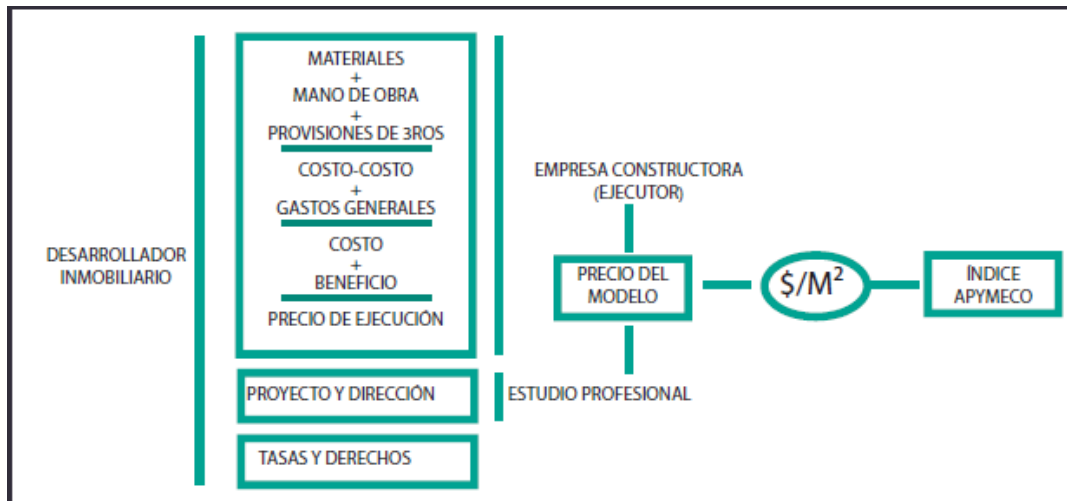 DESARROLLADOR
INMOBILIARIO
MATERIALES
+
MANO DE OBRA
+
PROVISIONES DE 3ROS
COSTO-COSTO
+
GASTOS GENERALES
COSTO
+
BENEFICIO
PRECIO DE EJECUCIÓN
PROYECTO Y DIRECCIÓN
TASAS Y DERECHOS
EMPRESA CONSTRUCTORA
(EJECUTOR)
PRECIO DEL
MODELO
ESTUDIO PROFESIONAL
$/M²
ÍNDICE
APYMECO